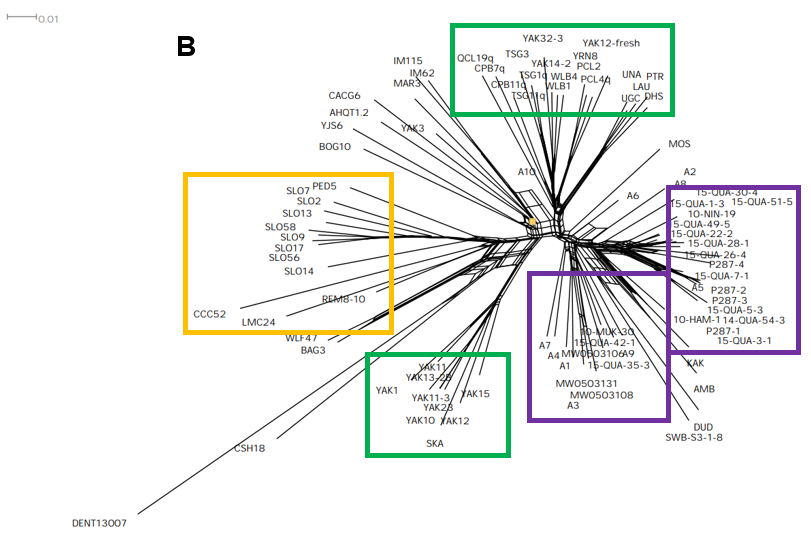 0.01
B
YAK32-3
YAK12-fresh
QCL19q
TSG3
YRN8
IM115
CPB7q
YAK14-2
PCL2
IM62
TSG1q
WLB4
PCL4q
UNA
PTR
MAR3
CPB11q
WLB1
LAU
CACG6
TSG11q
UGC
DHS
AHQT1.2
YJS6
YAK3
BOG10
MOS
A10
A2
A8
PED5
SLO7
A6
15-QUA-30-4
SLO2
15-QUA-1-3
15-QUA-51-5
SLO13
10-NIN-19
SLO58
5-QUA-49-5
SLO9
15-QUA-22-2
SLO17
15-QUA-28-1
SLO56
15-QUA-26-4
SLO14
P287-4
15-QUA-7-1
A5
P287-2
REM8-10
P287-3
CCC52
15-QUA-5-3
LMC24
10-HAM-1
14-QUA-54-3
WLF47
10-MUK-30
P287-1
BAG3
A7
15-QUA-42-1
15-QUA-3-1
A4
MW0503106
A9
YAK11
A1
15-QUA-35-3
KAK
YAK13-2B
YAK1
MW0503131
AMB
YAK11-3
YAK15
MW0503108
YAK23
A3
YAK10
YAK12
DUD
SKA
SWB-S3-1-8
CSH18
DENT13007